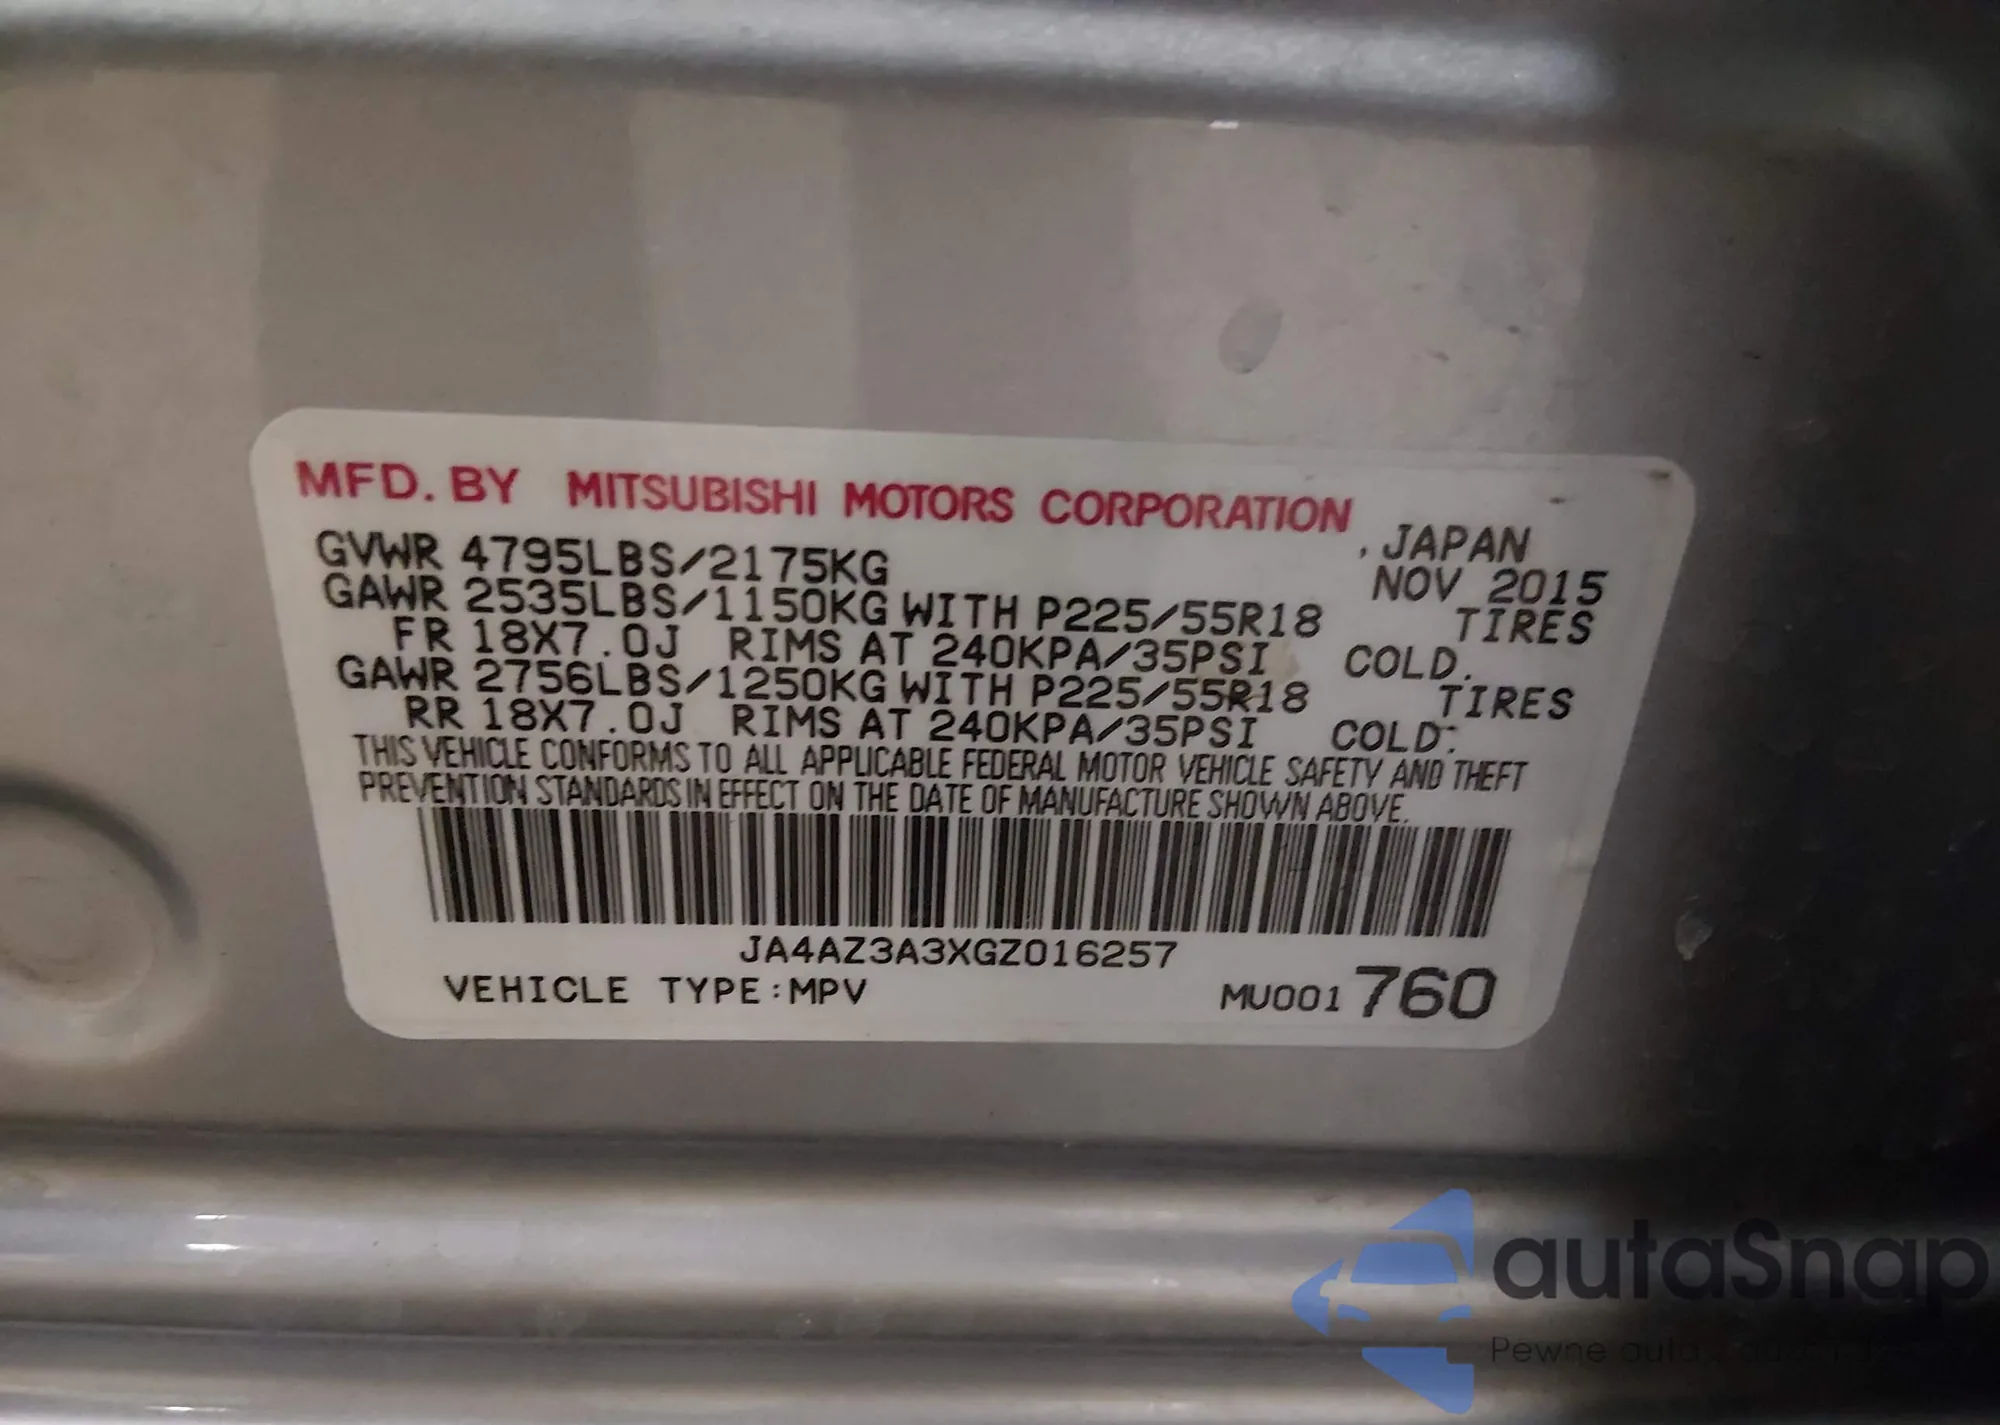 MFD. BY MITSUBISHI MOTORS CORPORATION
, JAPAN
GVWR 4795LBS/2175KG NOV 2015
GAWR 2535LBS/1150KG WITH P225/55R18 TIRES
FR 18X7.0J RIMS AT 240KPA/35PSI COLD.
GAWR 2756LBS/1250KG WITH P225/55R18 TIRES
RR 18X7.0J RIMS AT 240KPA/35PSI COLD.
THIS VEHICLE CONFORMS TO ALL APPLICABLE FEDERAL MOTOR VEHICLE SAFETY AND THEFT
PREVENTION STANDARDS IN EFFECT ON THE DATE OF MANUFACTURE SHOWN ABOVE.
JA4AZ3A3XGZ016257
VEHICLE TYPE:MPV MU001 760
autaSnap
Pewne auta